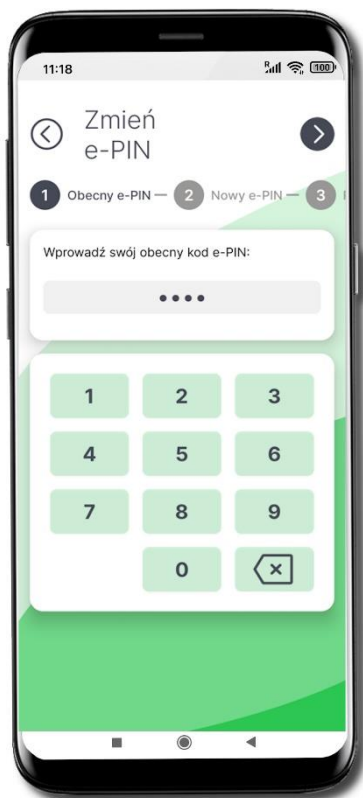 11:18
R 100
Zmień
e-PIN
1 Obecny e-PIN — 2 Nowy e-PIN — 3
Wprowadź swój obecny kod e-PIN:
••••
1 2 3
4 5 6
7 8 9
0